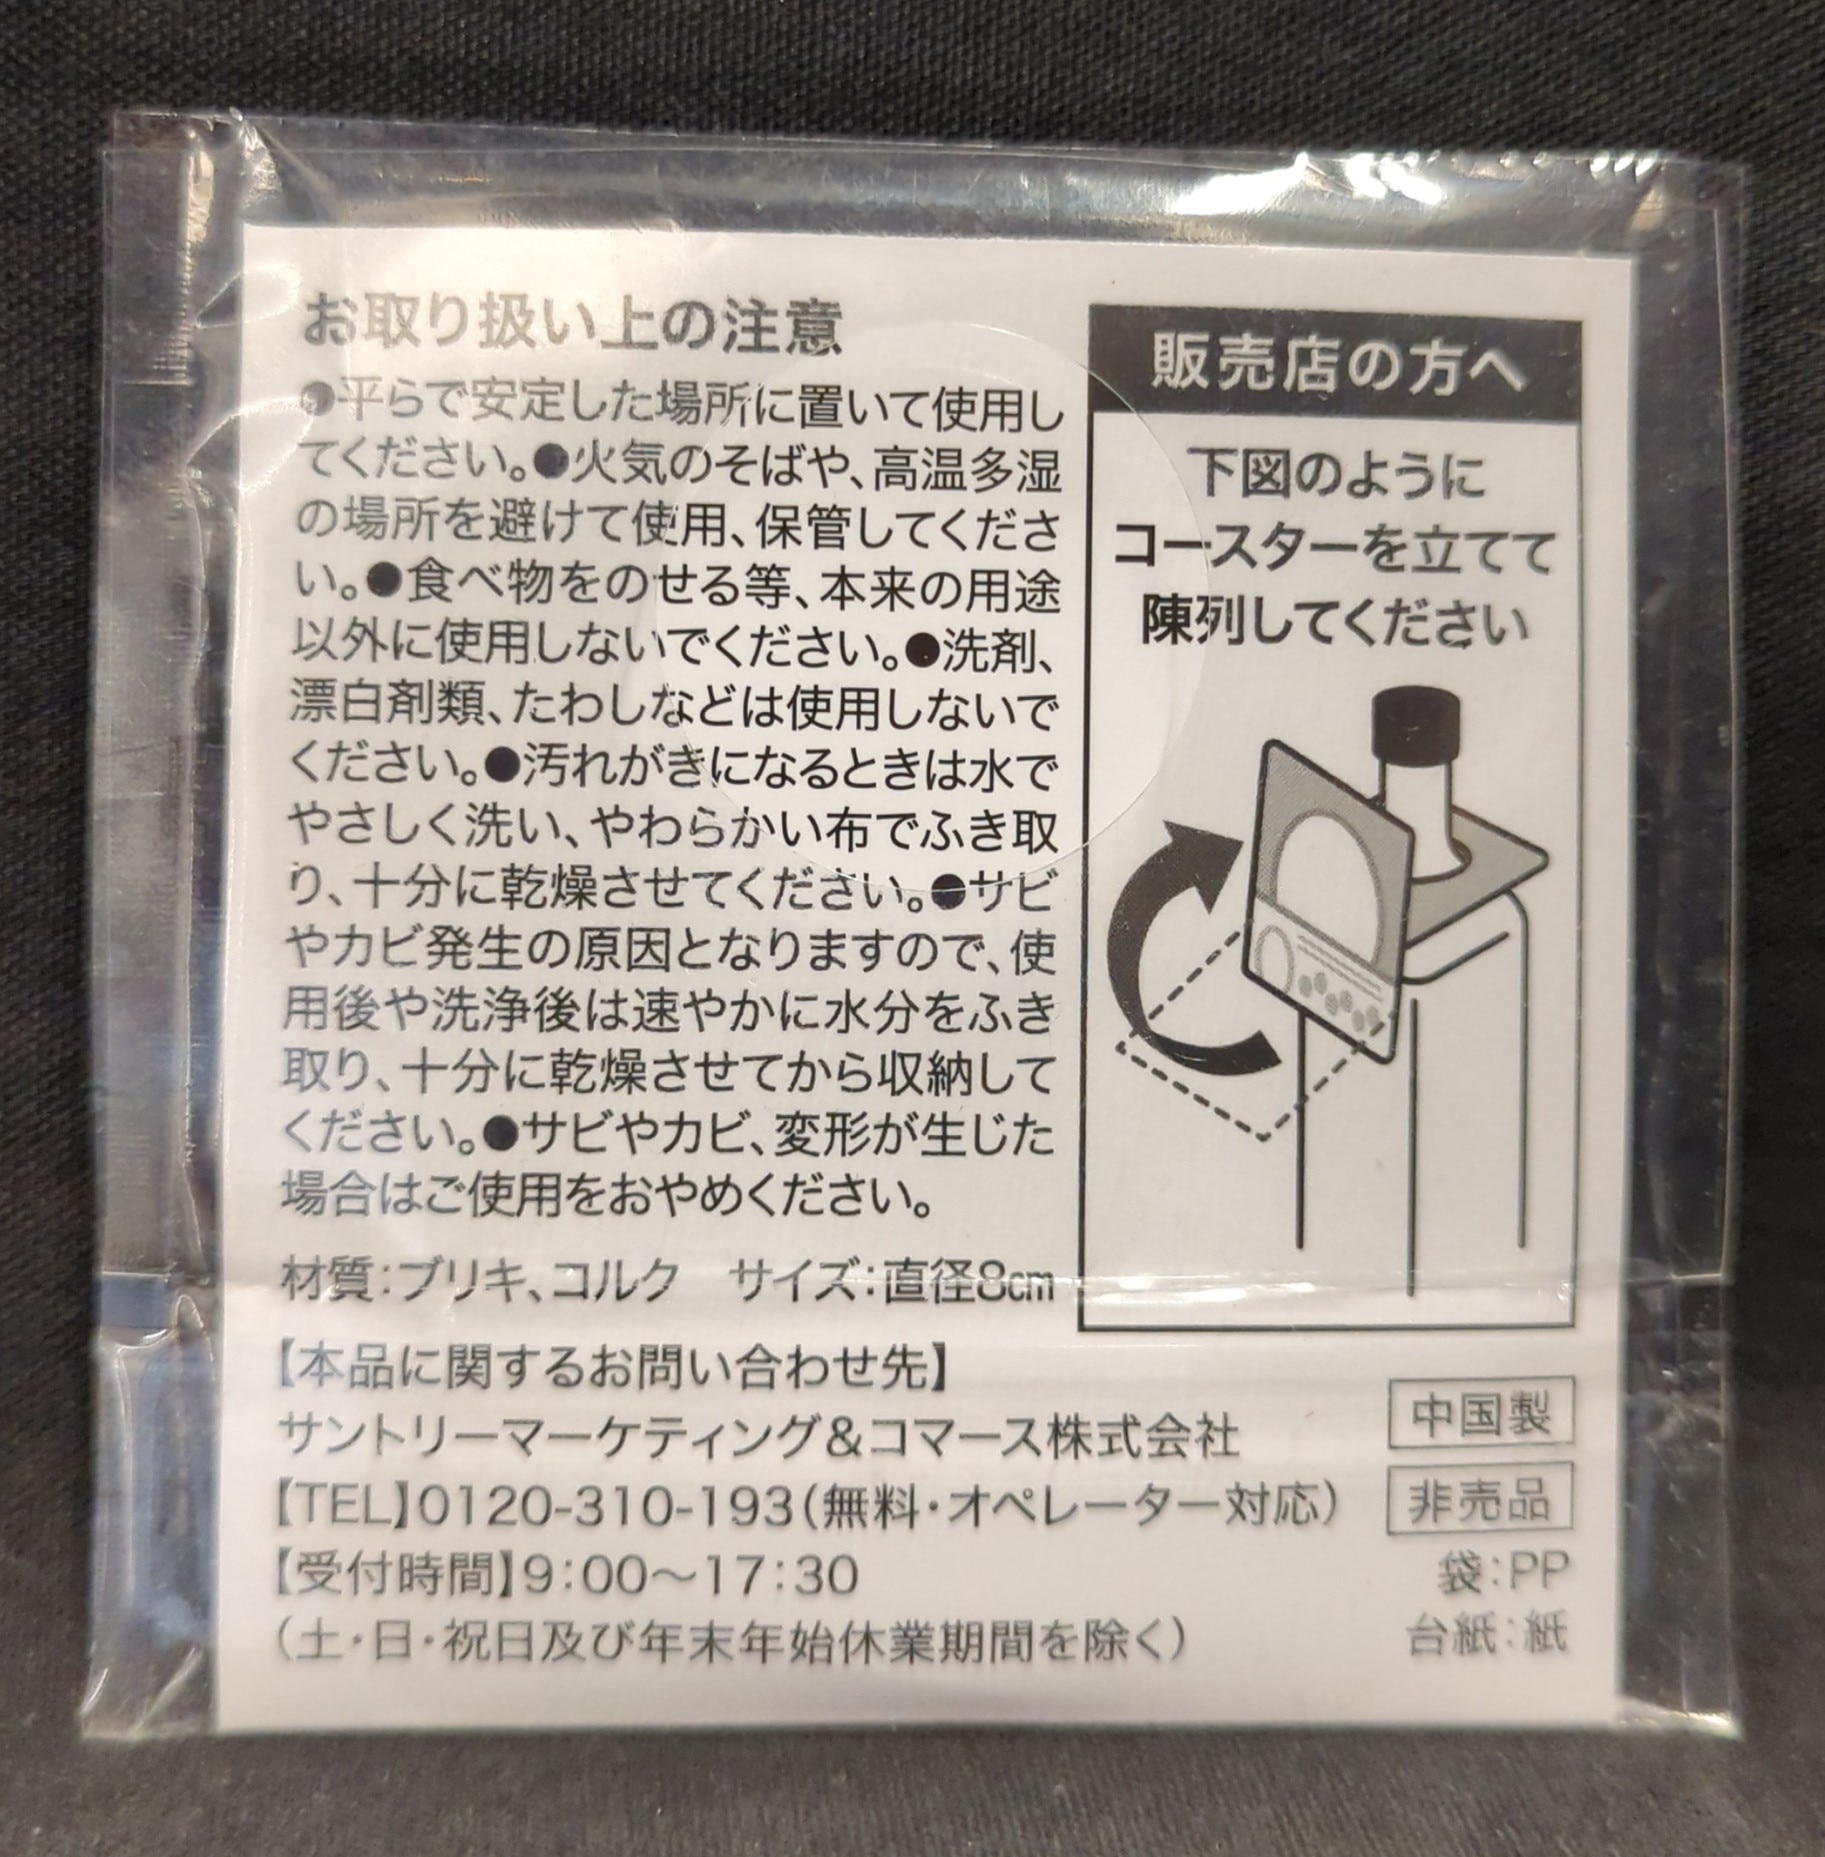 お取り扱い上の注意
●平らで安定した場所に置いて使用し
てください。●火気のそばや、高温多湿
の場所を避けて使用、保管してくださ
い。●食べ物をのせる等、本来の用途
以外に使用しないでください。●洗剤、
漂白剤類、たわしなどは使用しないで
ください。●汚れがきになるときは水で
やさしく洗い、やわらかい布でふき取
り、十分に乾燥させてください。●サビ
やカビ発生の原因となりますので、使
用後や洗浄後は速やかに水分をふき
取り、十分に乾燥させてから収納して
ください。●サビやカビ、変形が生じた
場合はご使用をおやめください。
材質：ブリキ、コルク　サイズ：直径8㎝
販売店の方へ
下図のように
コースターを立てて
陳列してください
【本品に関するお問い合わせ先】
サントリーマーケティング&コマース株式会社
【TEL】0120-310-193（無料・オペレーター対応）
【受付時間】9：00〜17：30
（土・日・祝日及び年末年始休業期間を除く）
中国製
非売品
袋：PP
台紙：紙